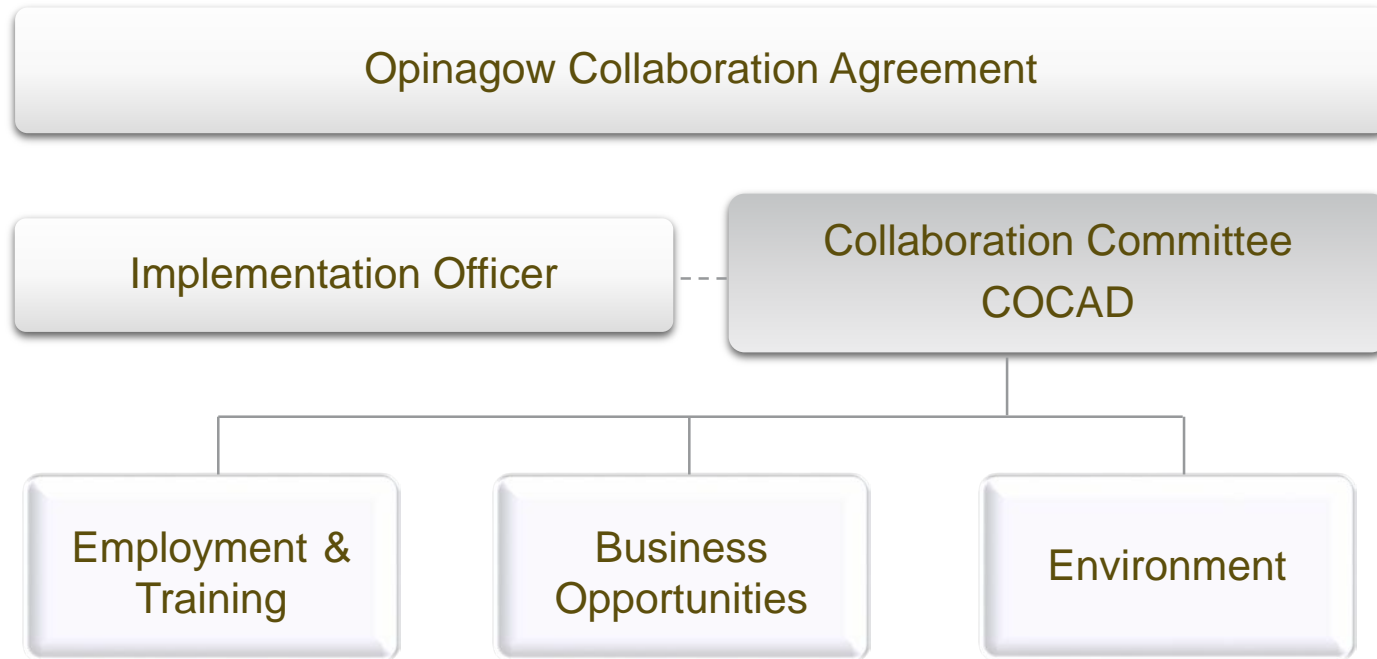 Opinagow Collaboration Agreement
Implementation Officer
Collaboration Committee
COCAD
Employment &
Training
Business
Opportunities
Environment